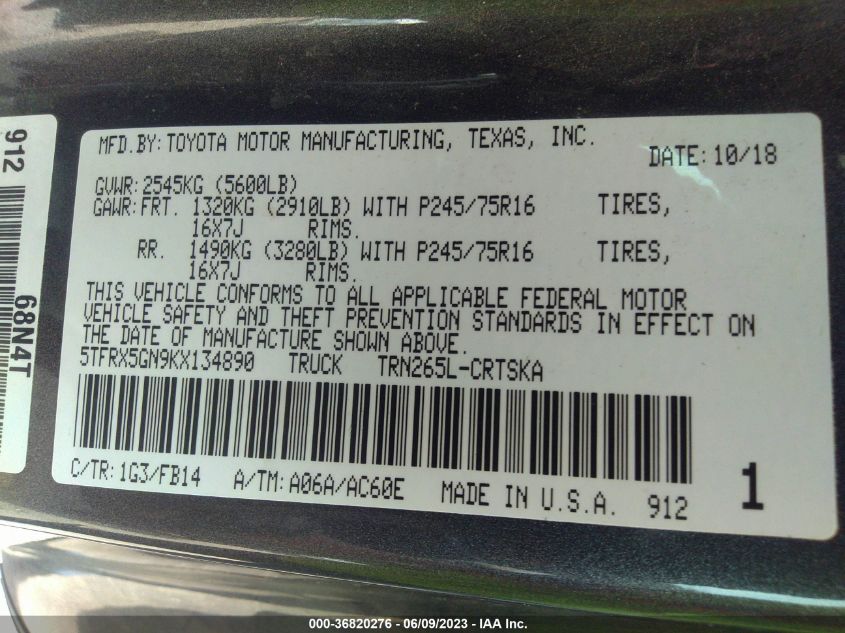 MFD.BY:TOYOTA MOTOR MANUFACTURING, TEXAS, INC.
DATE:10/18
GVWR:2545KG (5600LB)
GAWR:FRT. 1320KG (2910LB) WITH P245/75R16 TIRES,
16X7J RIMS.
RR. 1490KG (3280LB) WITH P245/75R16 TIRES,
16X7J RIMS.
THIS VEHICLE CONFORMS TO ALL APPLICABLE FEDERAL MOTOR
VEHICLE SAFETY AND THEFT PREVENTION STANDARDS IN EFFECT ON
THE DATE OF MANUFACTURE SHOWN ABOVE.
5TFRX5GN9KX134890 TRUCK TRN265L-CRTSKA
C/TR:1G3/FB14 A/TM:A06A/AC60E MADE IN U.S.A. 912 1
912
68N4T
000-36820276 - 06/09/2023 - IAA Inc.